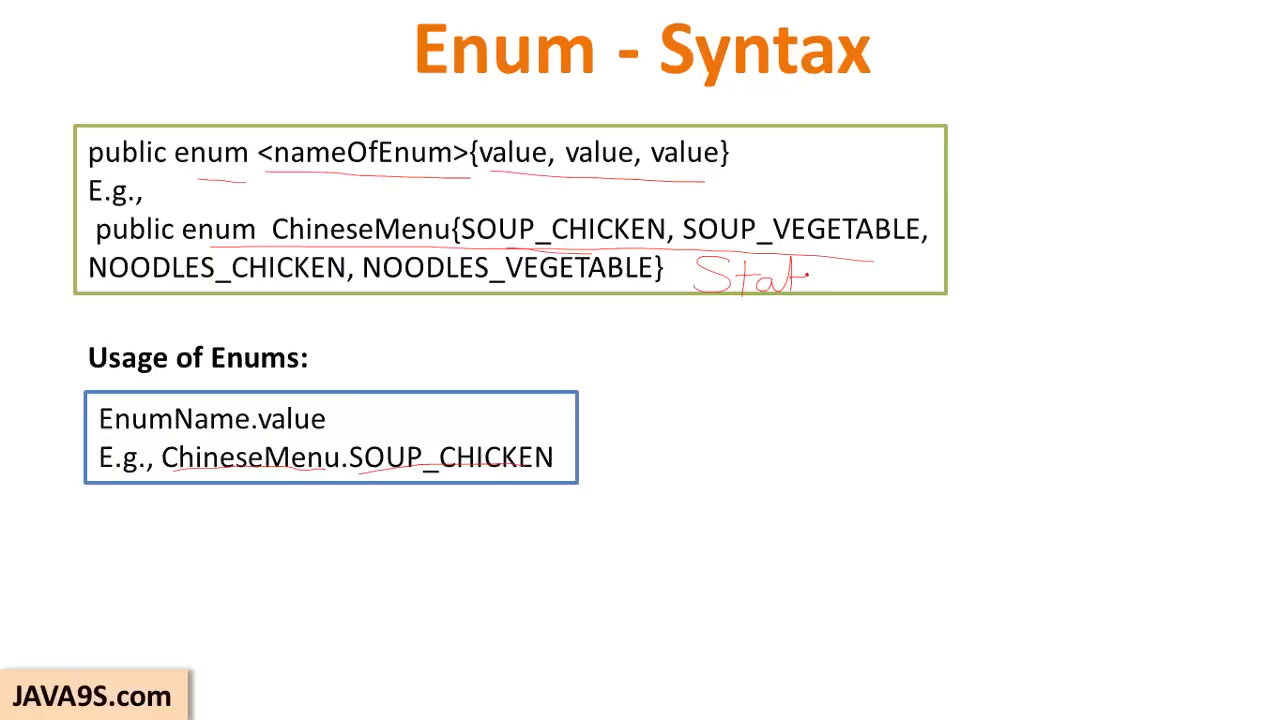 Enum - Syntax
public enum <nameOfEnum>{value, value, value}
E.g.,
public enum ChineseMenu{SOUP_CHICKEN, SOUP_VEGETABLE,
NOODLES_CHICKEN, NOODLES_VEGETABLE}
Stat
Usage of Enums:
EnumName.value
E.g., ChineseMenu.SOUP_CHICKEN
JAVA9S.com